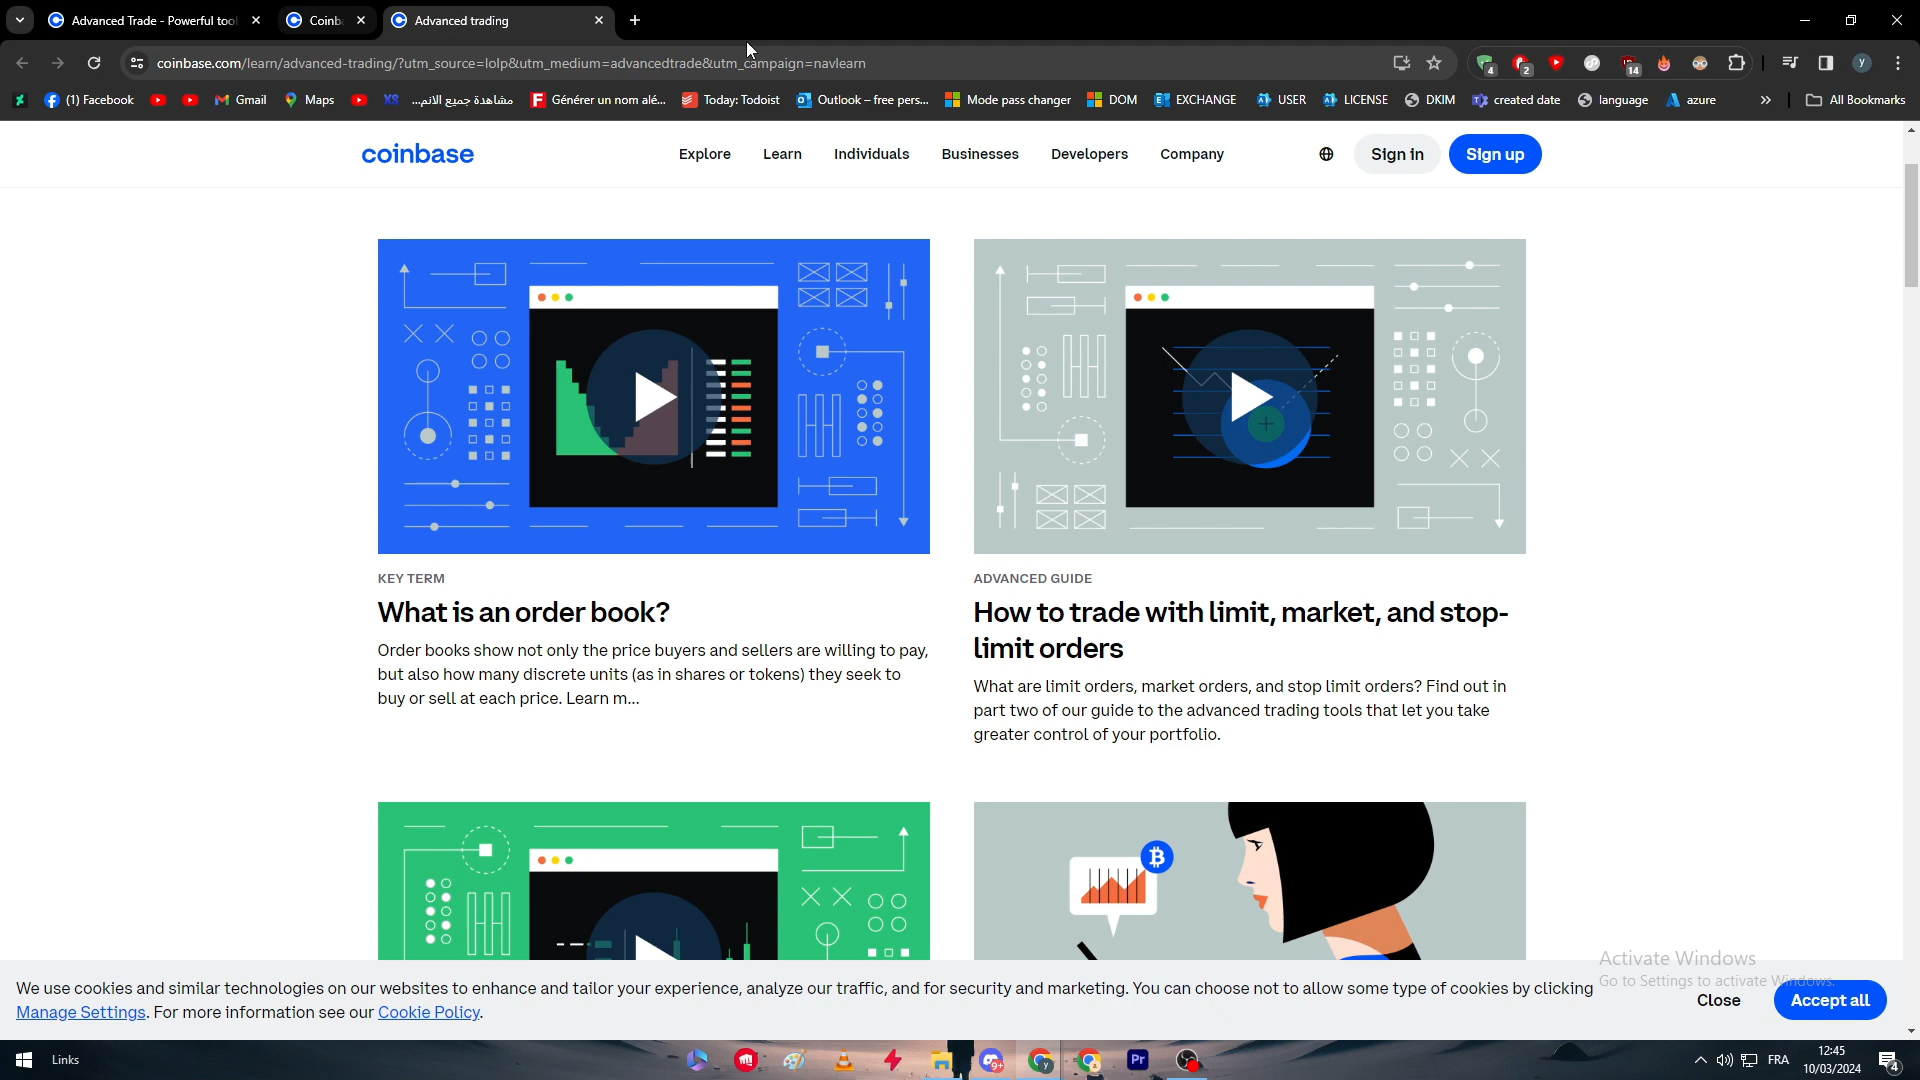 Advanced Trade - Powerful tool
Coinb
Advanced trading
coinbase.com/learn/advanced-trading/?utm_source=lolp&utm_medium=advancedtrade&utm_campaign=navlearn
4
2
14
y
(1) Facebook
Gmail
Maps
XS
مشاهدة جميع الانم...
Générer un nom alé...
Today: Todoist
Outlook – free pers...
Mode pass changer
DOM
EXCHANGE
USER
LICENSE
DKIM
created date
language
azure
»
All Bookmarks
coinbase
Explore
Learn
Individuals
Businesses
Developers
Company
Sign in
Sign up
KEY TERM
What is an order book?
Order books show not only the price buyers and sellers are willing to pay,
but also how many discrete units (as in shares or tokens) they seek to
buy or sell at each price. Learn m...
ADVANCED GUIDE
How to trade with limit, market, and stop-
limit orders
What are limit orders, market orders, and stop limit orders? Find out in
part two of our guide to the advanced trading tools that let you take
greater control of your portfolio.
Activate Windows
Go to Settings to activate Windows.
We use cookies and similar technologies on our websites to enhance and tailor your experience, analyze our traffic, and for security and marketing. You can choose not to allow some type of cookies by clicking
Manage Settings. For more information see our Cookie Policy.
Close
Accept all
Links
9+
Pr
FRA
12:45
10/03/2024
4